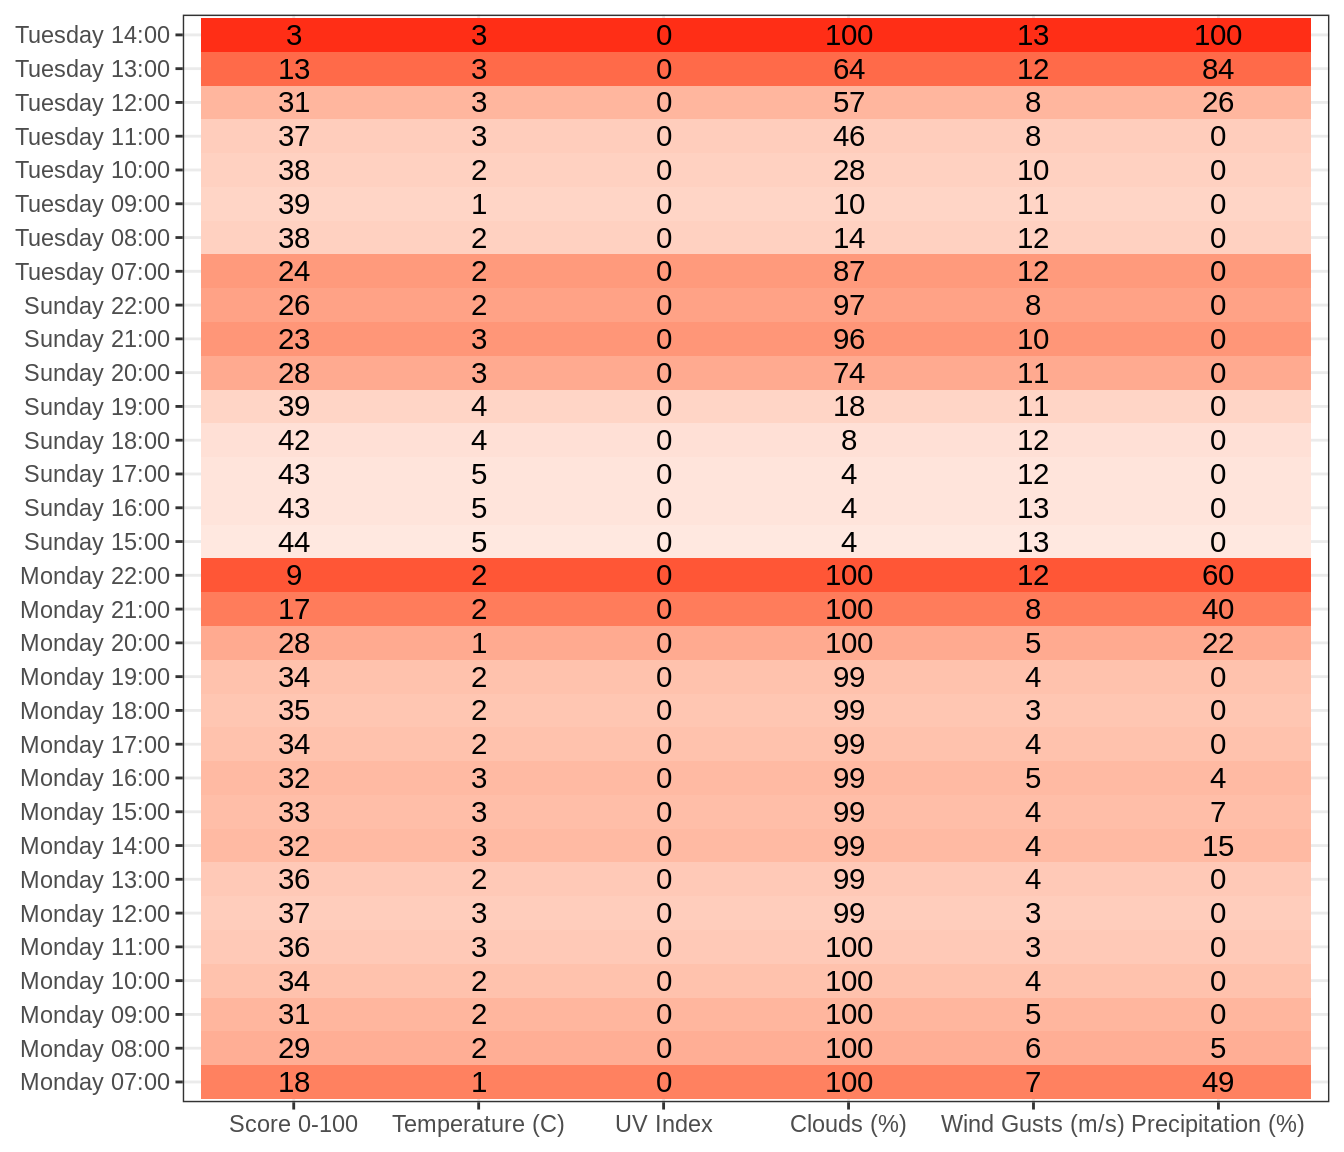 Tuesday 14:00 3 3 0 100 13 100
Tuesday 13:00 13 3 0 64 12 84
Tuesday 12:00 31 3 0 57 8 26
Tuesday 11:00 37 3 0 46 8 0
Tuesday 10:00 38 2 0 28 10 0
Tuesday 09:00 39 1 0 10 11 0
Tuesday 08:00 38 2 0 14 12 0
Tuesday 07:00 24 2 0 87 12 0
Sunday 22:00 26 2 0 97 8 0
Sunday 21:00 23 3 0 96 10 0
Sunday 20:00 28 3 0 74 11 0
Sunday 19:00 39 4 0 18 11 0
Sunday 18:00 42 4 0 8 12 0
Sunday 17:00 43 5 0 4 12 0
Sunday 16:00 43 5 0 4 13 0
Sunday 15:00 44 5 0 4 13 0
Monday 22:00 9 2 0 100 12 60
Monday 21:00 17 2 0 100 8 40
Monday 20:00 28 1 0 100 5 22
Monday 19:00 34 2 0 99 4 0
Monday 18:00 35 2 0 99 3 0
Monday 17:00 34 2 0 99 4 0
Monday 16:00 32 3 0 99 5 4
Monday 15:00 33 3 0 99 4 7
Monday 14:00 32 3 0 99 4 15
Monday 13:00 36 2 0 99 4 0
Monday 12:00 37 3 0 99 3 0
Monday 11:00 36 3 0 100 3 0
Monday 10:00 34 2 0 100 4 0
Monday 09:00 31 2 0 100 5 0
Monday 08:00 29 2 0 100 6 5
Monday 07:00 18 1 0 100 7 49
Score 0-100 Temperature (C) UV Index Clouds (%) Wind Gusts (m/s) Precipitation (%)